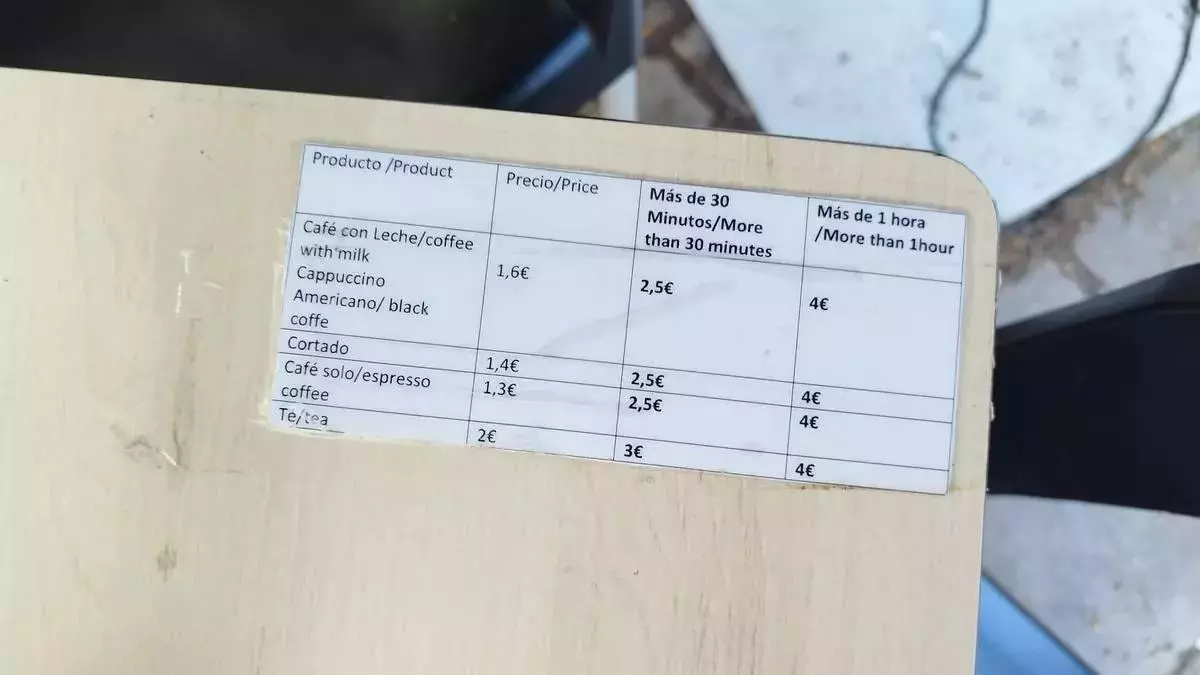 Producto /Product
Precio/Price
Más de 30
Minutos/More
than 30 minutes
Más de 1 hora
/More than 1hour
Café con Leche/coffee
with milk
Cappuccino
Americano/ black
coffe
1,6€
2,5€
4€
Cortado
1,4€
2,5€
4€
Café solo/espresso
coffee
1,3€
2,5€
4€
Té/tea
2€
3€
4€